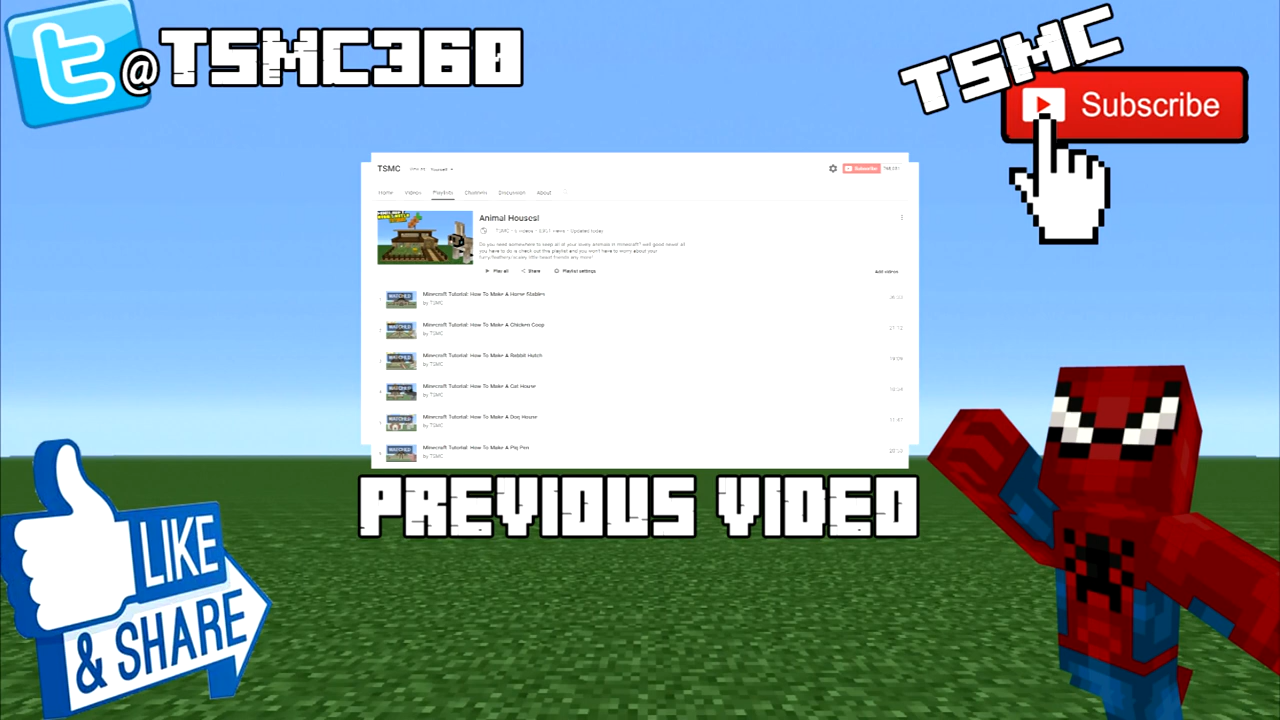 @TSMC360
TSMC
Subscribe
TSMC
Subscribe
Home Videos Playlists Channels Discussion About
Animal Houses!
Play all Share Playlist settings
Add videos
Minecraft Tutorial: How To Make A Horse Stables
by TSMC
Minecraft Tutorial: How To Make A Chicken Coop
by TSMC
Minecraft Tutorial: How To Make A Rabbit Hutch
by TSMC
Minecraft Tutorial: How To Make A Cat House
by TSMC
Minecraft Tutorial: How To Make A Dog House
by TSMC
Minecraft Tutorial: How To Make A Pig Pen
by TSMC
PREVIOUS VIDEO
LIKE
& SHARE